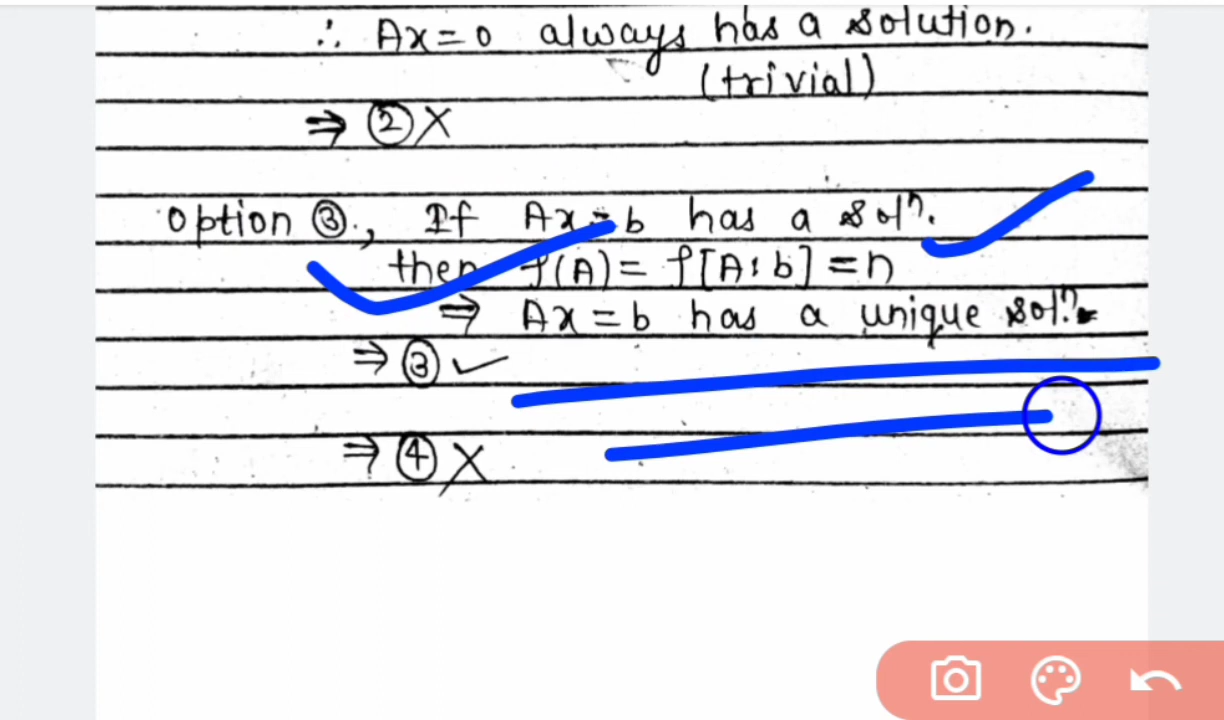 ∴ Ax=0 always has a solution.
(trivial)
⇒ ② X
option ③., If Ax=b has a solⁿ.
then ρ(A) = ρ[A:b] = n
⇒ Ax=b has a unique solⁿ.
⇒ ③ ✓
⇒ ④ X